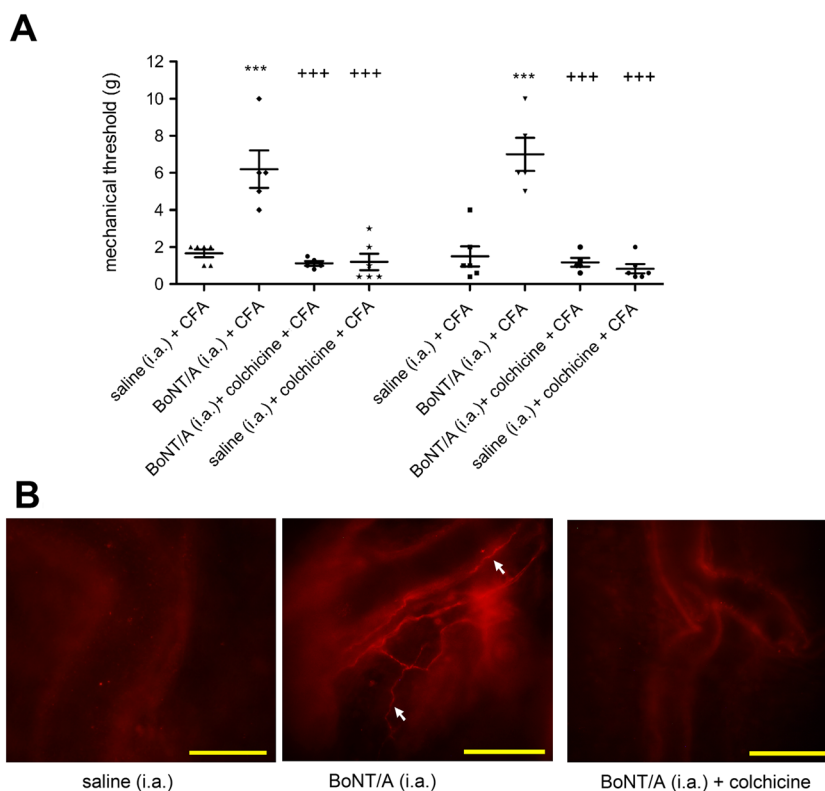 A
mechanical threshold (g)
12
10
8
6
4
2
0
*** +++ +++ *** +++ +++
saline (i.a.) + CFA
BoNT/A (i.a.) + CFA
BoNT/A (i.a.)+ colchicine + CFA
saline (i.a.) + colchicine + CFA
saline (i.a.) + CFA
BoNT/A (i.a.) + CFA
BoNT/A (i.a.)+ colchicine + CFA
saline (i.a.) + colchicine + CFA
B
saline (i.a.) BoNT/A (i.a.) BoNT/A (i.a.) + colchicine